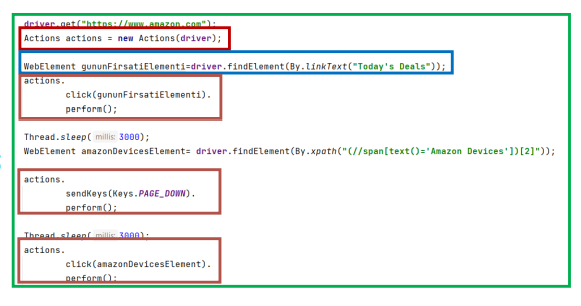 driver.get("https://www.amazon.com");
Actions actions = new Actions(driver);
WebElement gununFirsatiElementi=driver.findElement(By.linkText("Today's Deals"));
actions.
click(gununFirsatiElementi).
perform();
Thread.sleep( millis: 3000);
WebElement amazonDevicesElement= driver.findElement(By.xpath("(//span[text()='Amazon Devices'])[2]"));
actions.
sendKeys(Keys.PAGE_DOWN).
perform();
Thread.sleep( millis: 3000);
actions.
click(amazonDevicesElement).
perform();